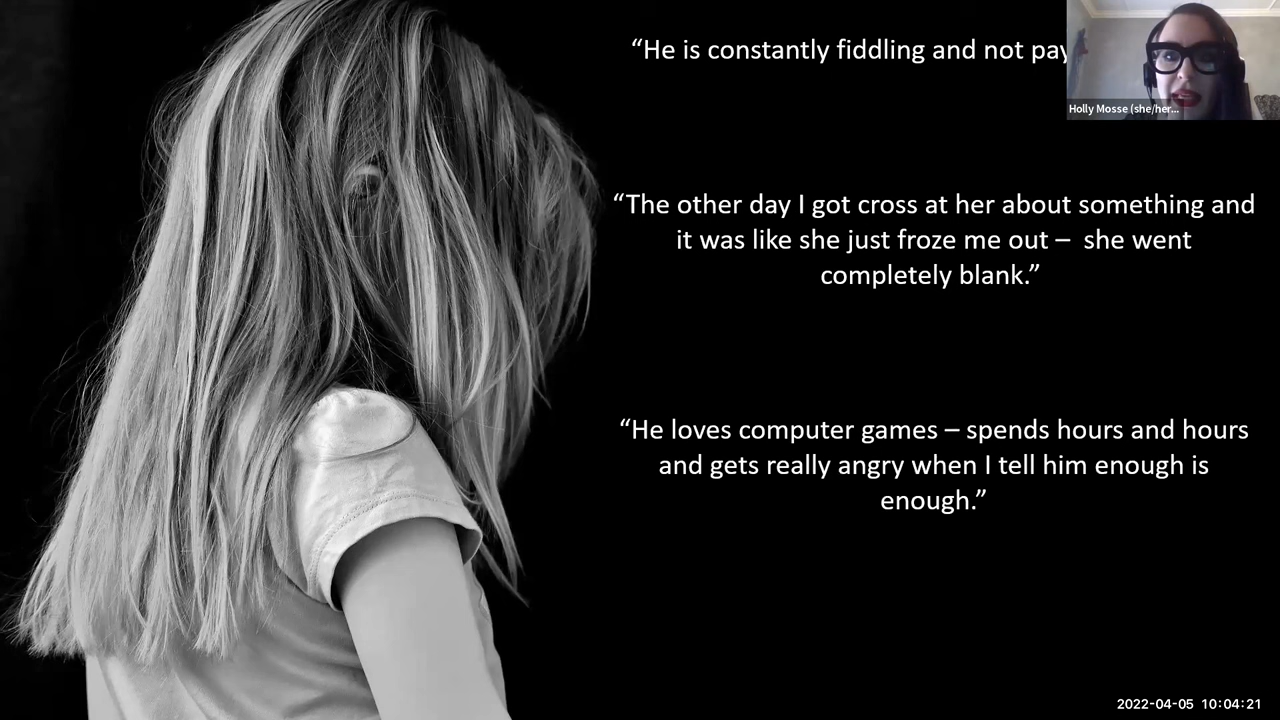 “He is constantly fiddling and not pay
Holly Mosse (she/her...
“The other day I got cross at her about something and
it was like she just froze me out – she went
completely blank.”
“He loves computer games – spends hours and hours
and gets really angry when I tell him enough is
enough.”
2022-04-05 10:04:21